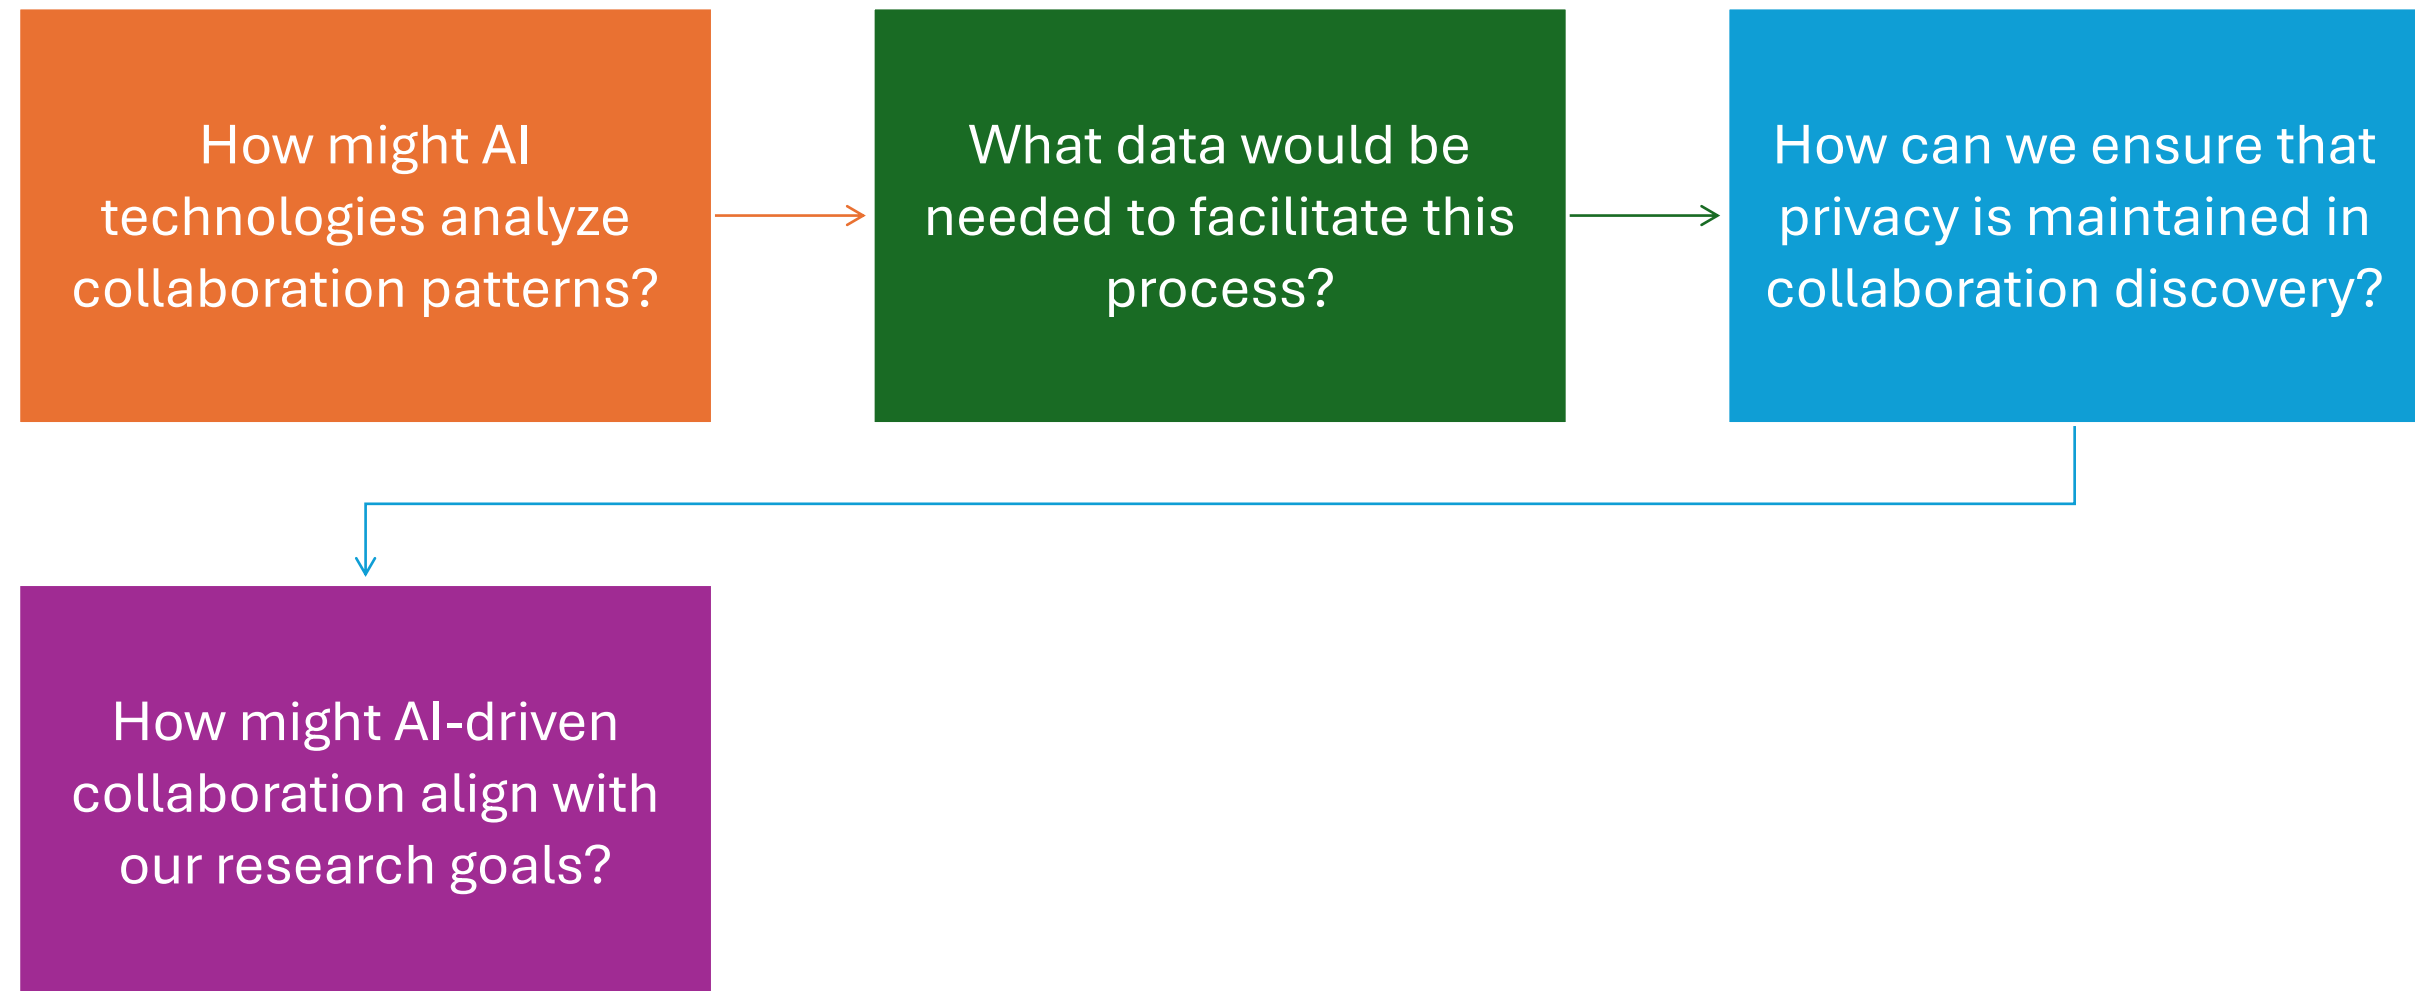 How might AI
technologies analyze
collaboration patterns?
What data would be
needed to facilitate this
process?
How can we ensure that
privacy is maintained in
collaboration discovery?
How might AI-driven
collaboration align with
our research goals?